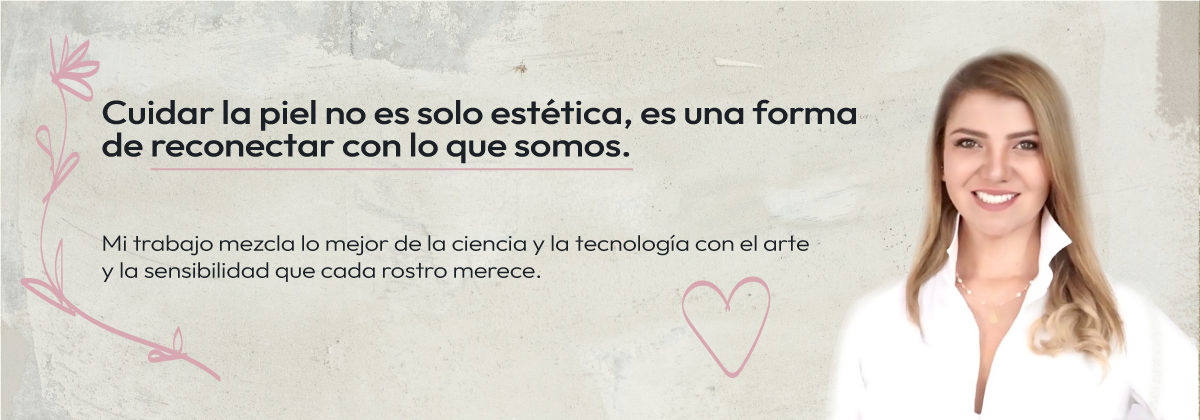 Cuidar la piel no es solo estética, es una forma
de reconectar con lo que somos.
Mi trabajo mezcla lo mejor de la ciencia y la tecnología con el arte
y la sensibilidad que cada rostro merece.